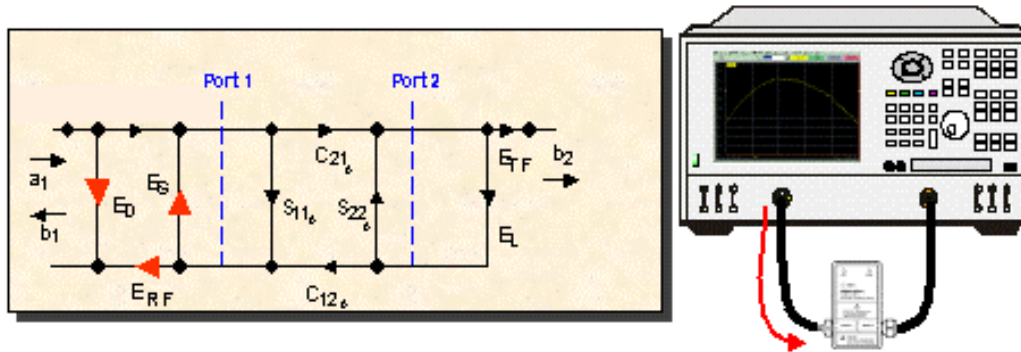 Port 1 Port 2
a1
b1
ED
ES
S11
C21
S22
ETF
b2
EL
ERF
C12